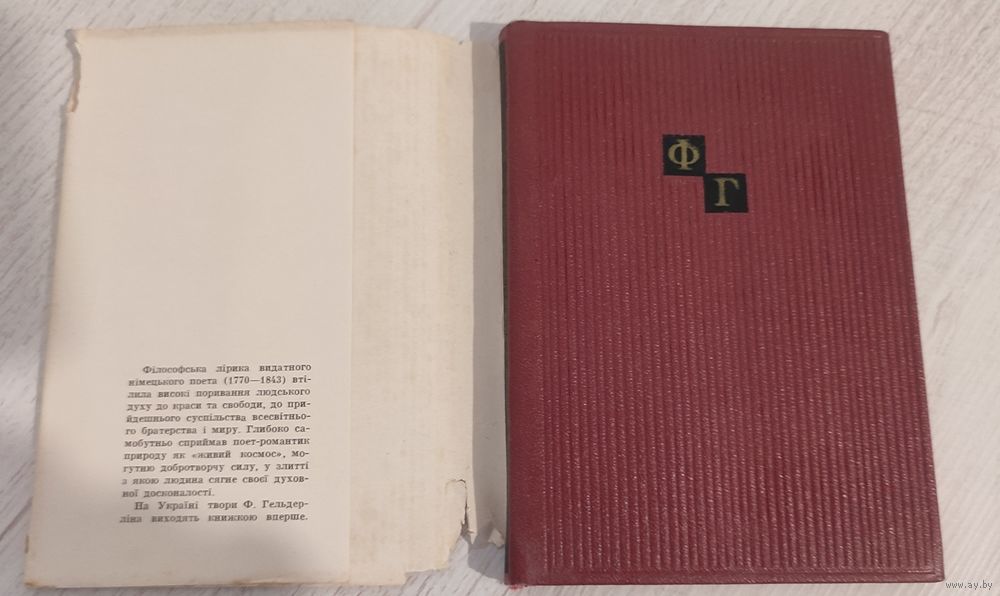 Філософська лірика видатного
німецького поета (1770—1843) вті-
лила високі поривання людського
духу до краси та свободи, до при-
йдешнього суспільства всесвітньо-
го братерства і миру. Глибоко са-
мобутньо сприймав поет-романтик
природу як «живий космос», мо-
гутню добротворчу силу, у злитті
з якою людина сягне своєї духов-
ної досконалості.
На Україні твори Ф. Гельдер-
ліна виходять книжкою вперше.
Ф
Г
www.ay.by